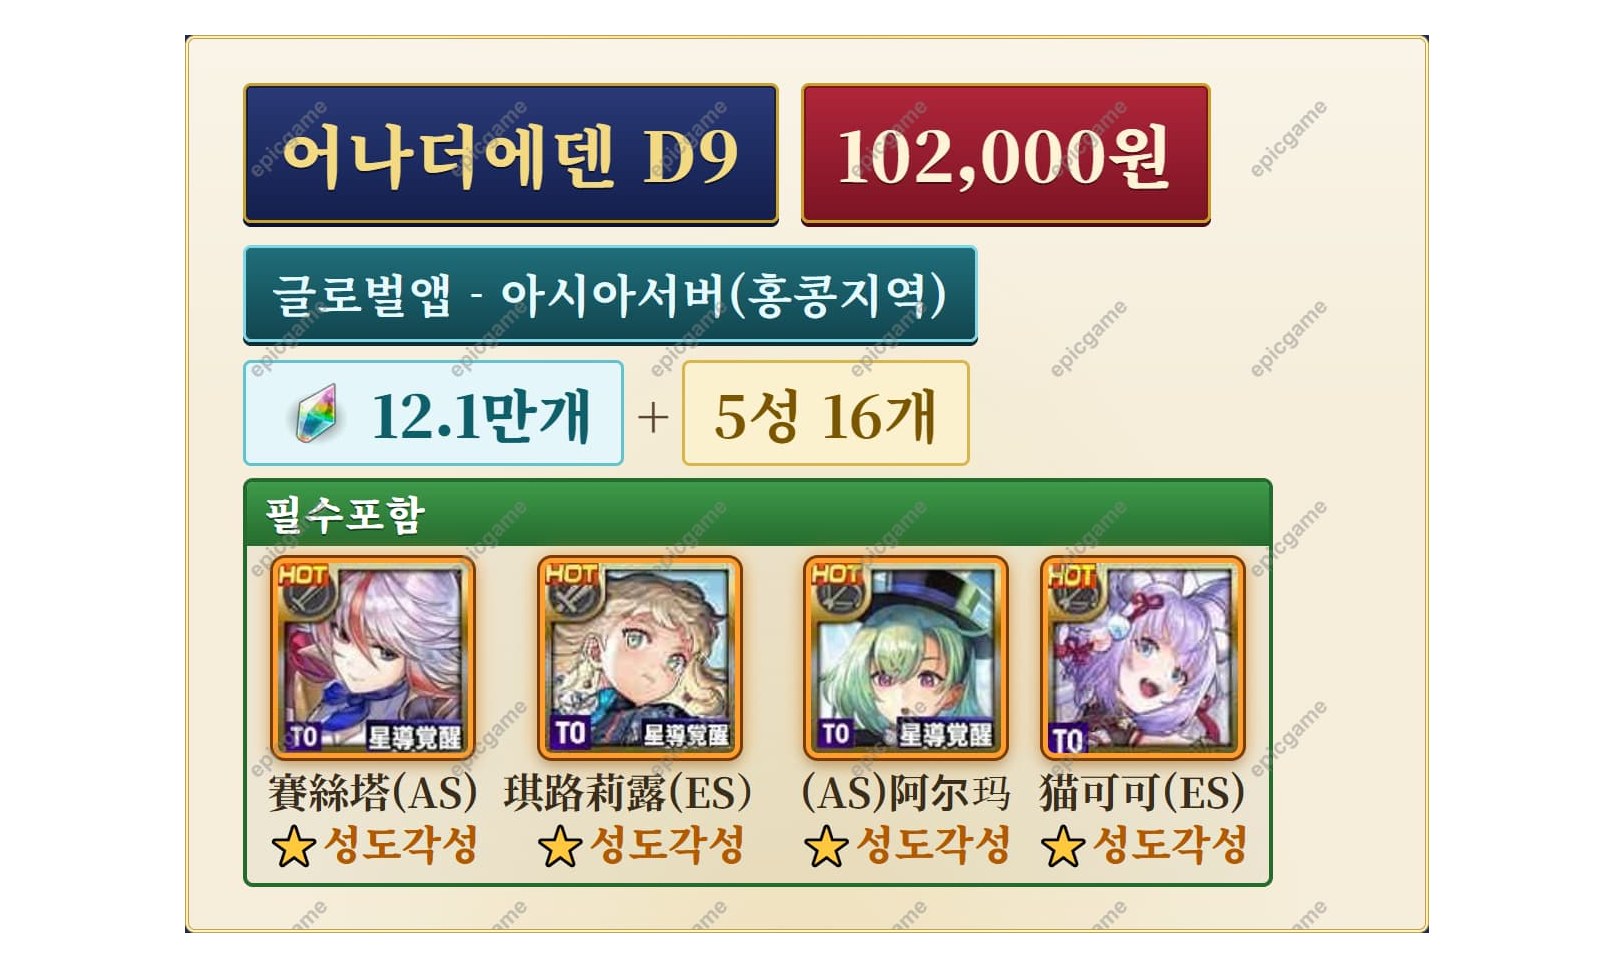 어나더에덴 D9
102,000원
글로벌앱 - 아시아서버(홍콩지역)
12.1만개 + 5성 16개
필수포함
HOT HOT HOT HOT
TO 星導覚醒 TO 星導覚醒 TO 星導覚醒 TO
賽絲塔(AS) 琪路莉露(ES) (AS)阿尔玛 猫可可(ES)
성도각성 성도각성 성도각성 성도각성
epicgame